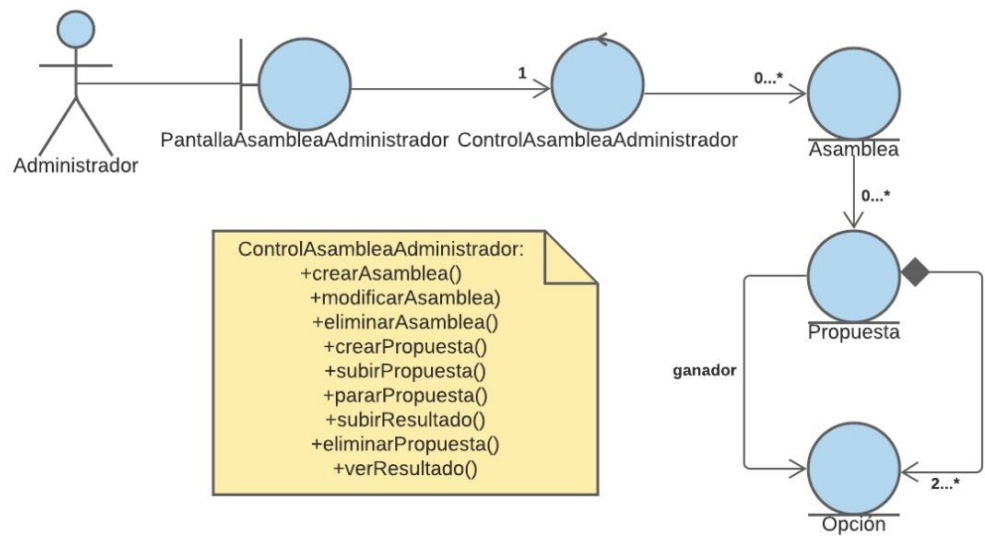 1
0...*
PantallaAsambleaAdministrador
ControlAsambleaAdministrador
Asamblea
Administrador
0...*
ControlAsambleaAdministrador:
+crearAsamblea()
+modificarAsamblea)
+eliminarAsamblea()
+crearPropuesta()
+subirPropuesta()
+pararPropuesta()
+subirResultado()
+eliminarPropuesta()
+verResultado()
Propuesta
ganador
2...*
Opción